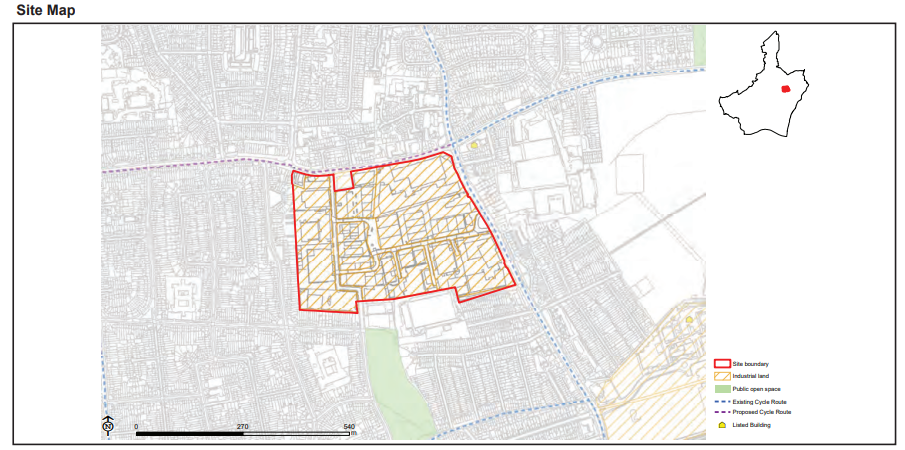 Site Map
Site boundary
Industrial land
Public open space
Existing Cycle Route
Proposed Cycle Route
Listed Building
N
0 270 540
m